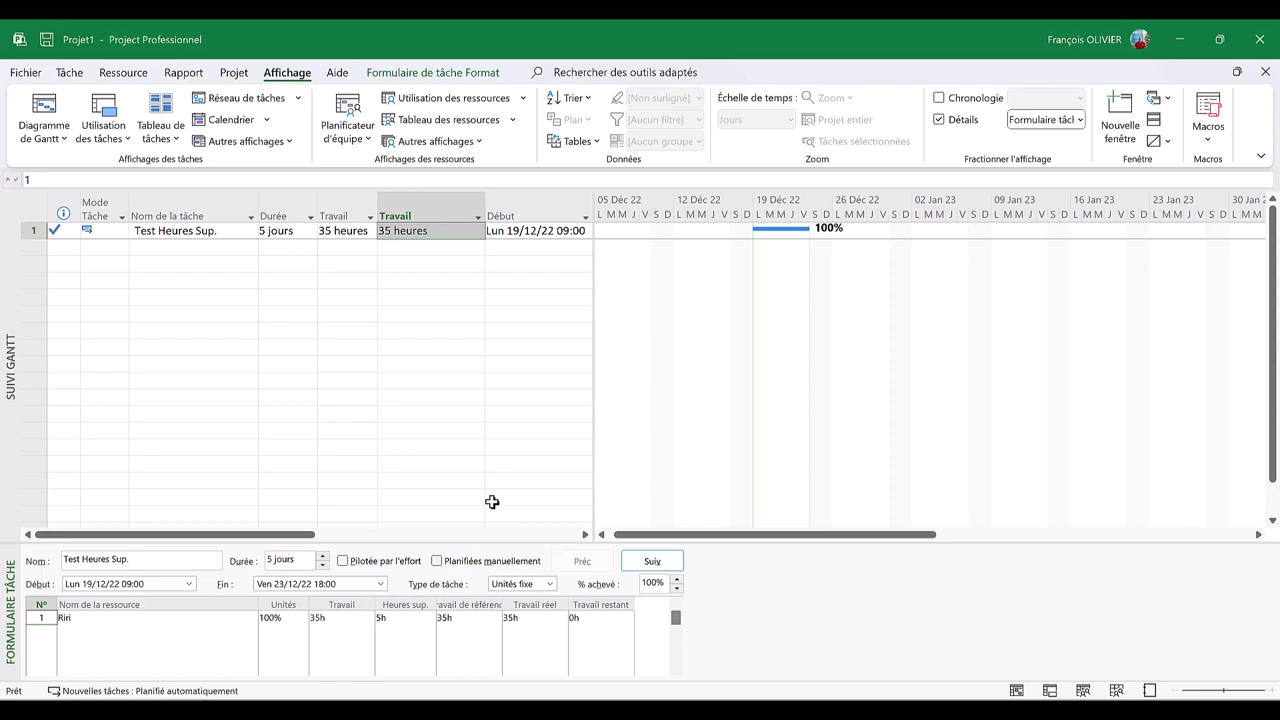 Projet1 - Project Professionnel
François OLIVIER
Fichier Tâche Ressource Rapport Projet Affichage Aide Formulaire de tâche Format Rechercher des outils adaptés
Diagramme de Gantt
Utilisation des tâches
Tableau de tâches
Réseau de tâches
Calendrier
Autres affichages
Affichages des tâches
Planificateur d'équipe
Utilisation des ressources
Tableau des ressources
Autres affichages
Affichages des ressources
Trier
Plan
Tables
[Non surligné]
[Aucun filtre]
[Aucun groupe
Données
Échelle de temps :
Jours
Zoom
Projet entier
Tâches sélectionnées
Zoom
Chronologie
Détails
Formulaire tâcl
Fractionner l'affichage
Nouvelle fenêtre
Fenêtre
Macros
Macros
1
Mode Tâche Nom de la tâche Durée Travail Travail Début
05 Déc 22 12 Déc 22 19 Déc 22 26 Déc 22 02 Jan 23 09 Jan 23 16 Jan 23 23 Jan 23 30 Jan 2
L M M J V S D L M M J V S D L M M J V S D L M M J V S D L M M J V S D L M M J V S D L M M J V S D L M M J V S D L M M
1 Test Heures Sup. 5 jours 35 heures 35 heures Lun 19/12/22 09:00 100%
SUIVI GANTT
FORMULAIRE TÂCHE
Nom : Test Heures Sup. Durée : 5 jours Pilotée par l'effort Planifiées manuellement Préc Suiv
Début : Lun 19/12/22 09:00 Fin : Ven 23/12/22 18:00 Type de tâche : Unités fixe % achevé : 100%
N° Nom de la ressource Unités Travail Heures sup. ravail de référenc Travail réel Travail restant
1 Riri 100% 35h 5h 35h 35h 0h
Prêt Nouvelles tâches : Planifié automatiquement